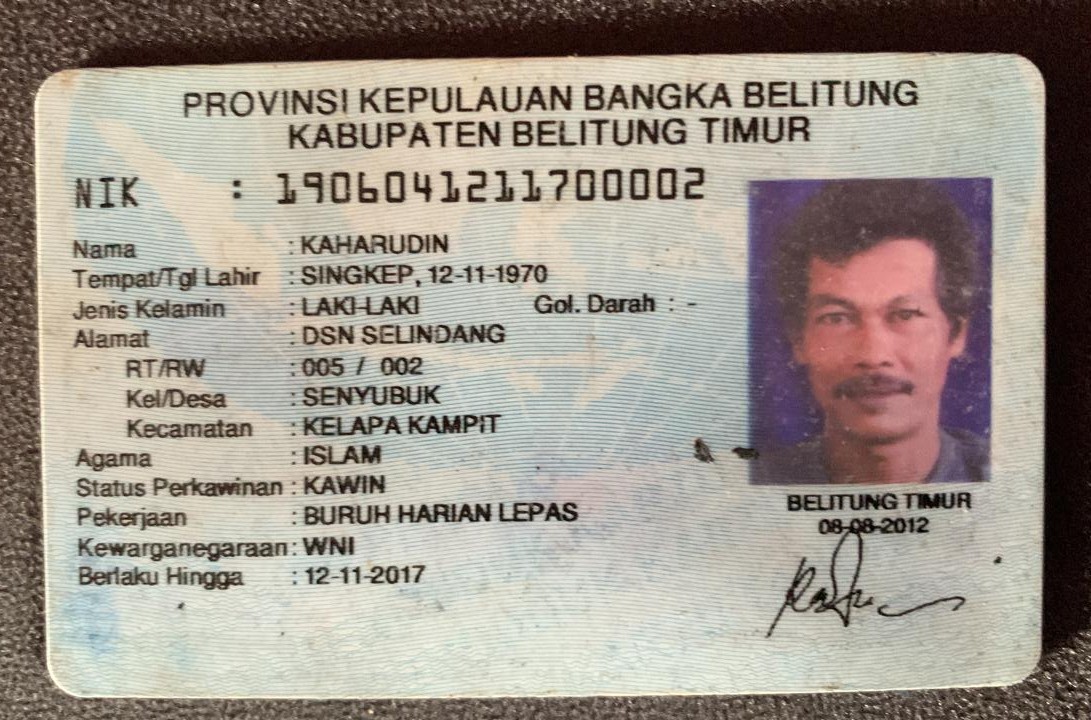 PROVINSI KEPULAUAN BANGKA BELITUNG
KABUPATEN BELITUNG TIMUR
NIK : 1906041211700002
Nama : KAHARUDIN
Tempat/Tgl Lahir : SINGKEP, 12-11-1970
Jenis Kelamin : LAKI-LAKI Gol. Darah : -
Alamat : DSN SELINDANG
RT/RW : 005 / 002
Kel/Desa : SENYUBUK
Kecamatan : KELAPA KAMPIT
Agama : ISLAM
Status Perkawinan : KAWIN
Pekerjaan : BURUH HARIAN LEPAS
Kewarganegaraan : WNI
Berlaku Hingga : 12-11-2017
BELITUNG TIMUR
08-08-2012